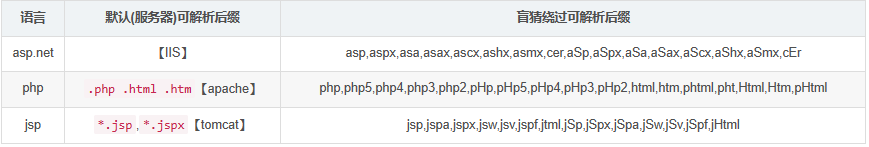 语言 默认(服务器)可解析后缀 盲猜绕过可解析后缀
asp.net 【IIS】 asp,aspx,asa,asax,ascx,ashx,asmx,cer,aSp,aSpx,aSa,aSax,aScx,aShx,aSmx,cEr
php .php .html .htm【apache】 php,php5,php4,php3,php2,pHp,pHp5,pHp4,pHp3,pHp2,html,htm,phtml,pht,Html,Htm,pHtml
jsp *.jsp , *.jspx【tomcat】 jsp,jspa,jspx,jsw,jsv,jspf,jtml,jSp,jSpx,jSpa,jSw,jSv,jSpf,jHtml